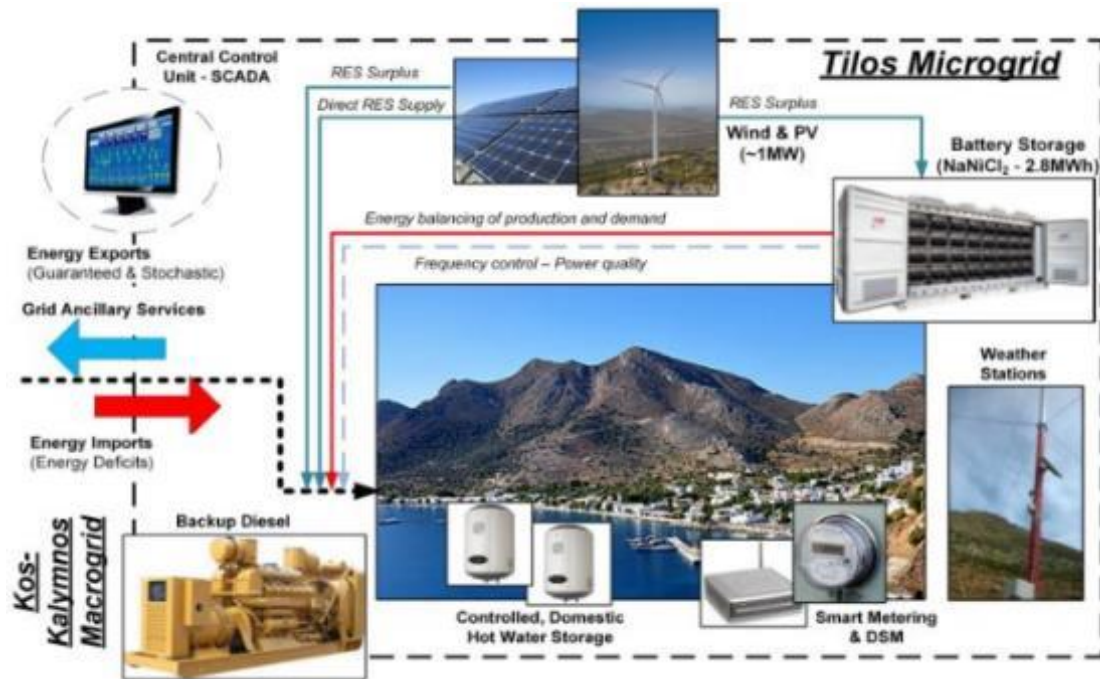 Central Control
Unit - SCADA
RES Surplus
Direct RES Supply
Tilos Microgrid
RES Surplus
Wind & PV
(~1MW)
Battery Storage
(NaNiCl₂ - 2.8MWh)
Energy balancing of production and demand
Frequency control – Power quality
Energy Exports
(Guaranteed & Stochastic)
Grid Ancillary Services
Energy Imports
(Energy Deficits)
Weather
Stations
Kos-
Kalymnos
Macrogrid
Backup Diesel
Controlled, Domestic
Hot Water Storage
Smart Metering
& DSM